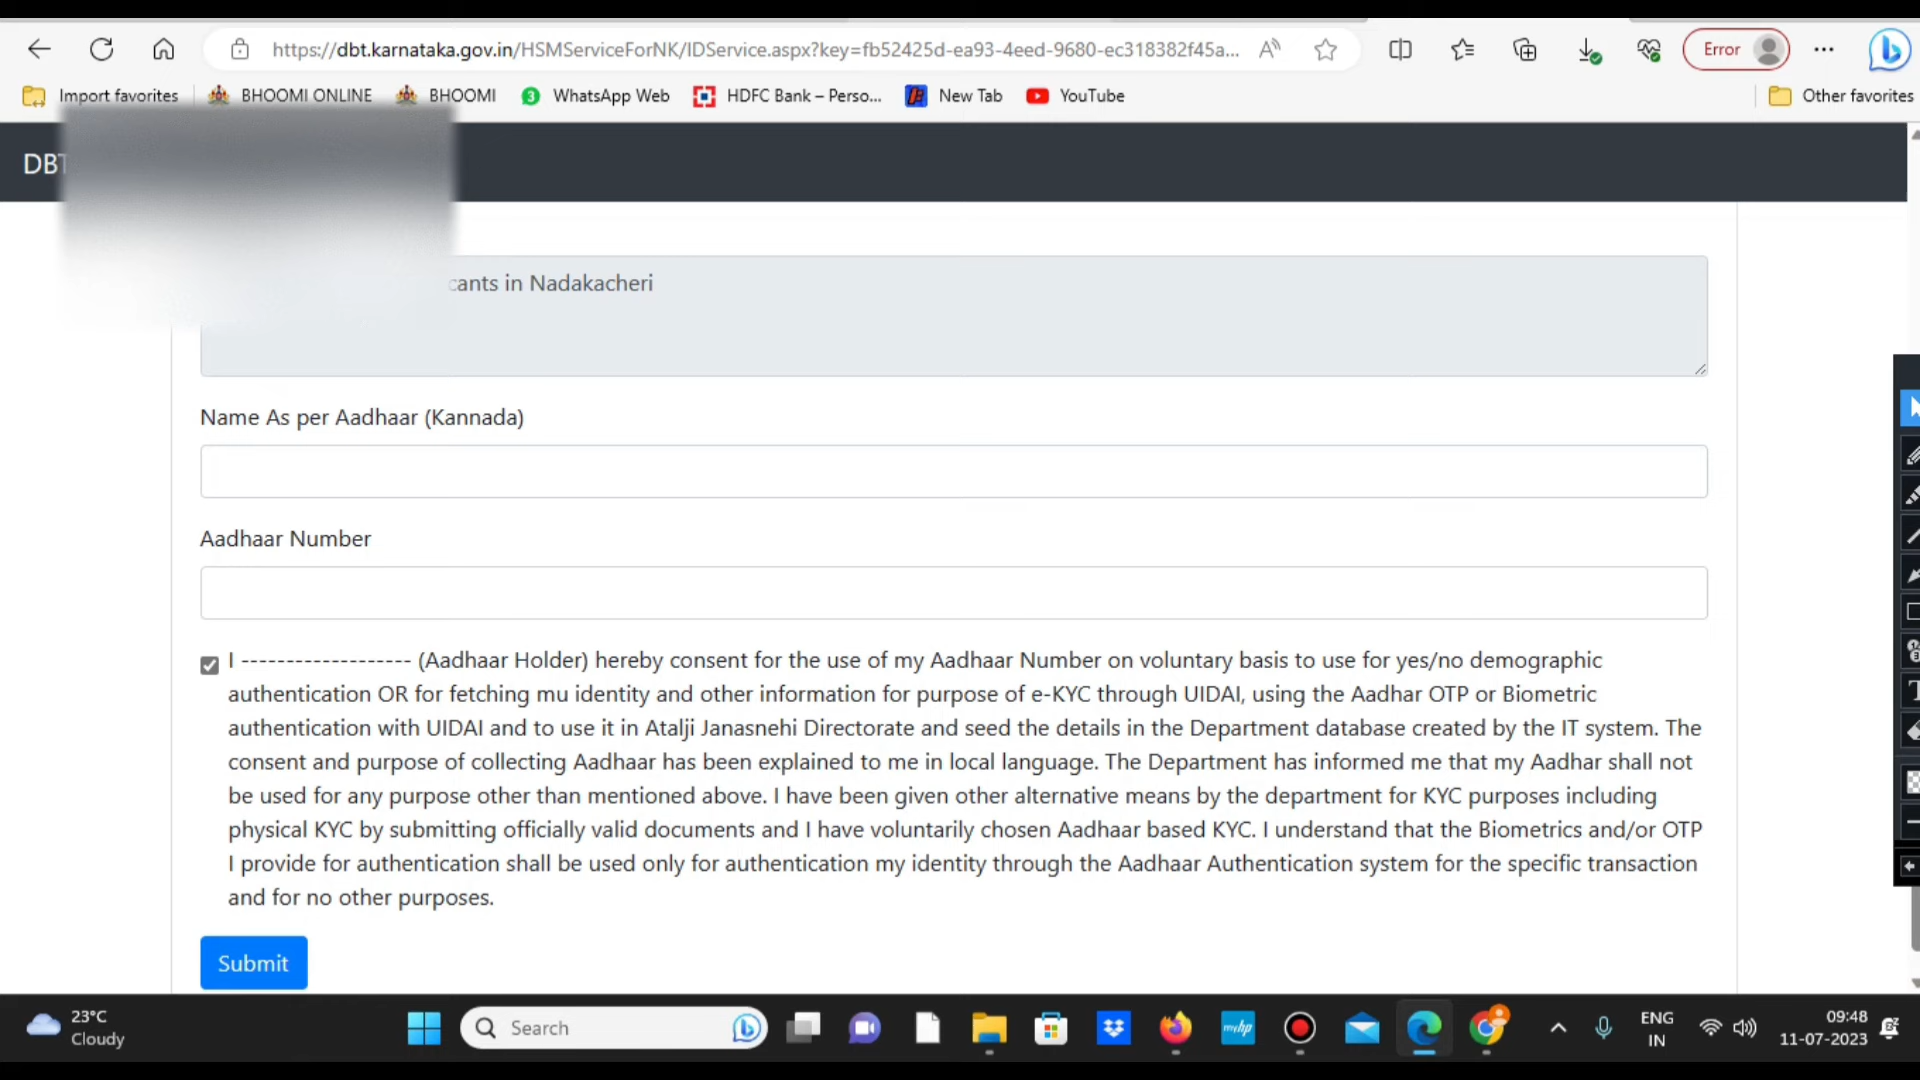 https://dbt.karnataka.gov.in/HSMServiceForNK/IDService.aspx?key=fb52425d-ea93-4eed-9680-ec318382f45a...
Error
Import favorites BHOOMI ONLINE BHOOMI 3 WhatsApp Web HDFC Bank – Perso... New Tab YouTube Other favorites
in Nadakacheri
Name As per Aadhaar (Kannada)
Aadhaar Number
I ------------------- (Aadhaar Holder) hereby consent for the use of my Aadhaar Number on voluntary basis to use for yes/no demographic
authentication OR for fetching mu identity and other information for purpose of e-KYC through UIDAI, using the Aadhar OTP or Biometric
authentication with UIDAI and to use it in Atalji Janasnehi Directorate and seed the details in the Department database created by the IT system. The
consent and purpose of collecting Aadhaar has been explained to me in local language. The Department has informed me that my Aadhar shall not
be used for any purpose other than mentioned above. I have been given other alternative means by the department for KYC purposes including
physical KYC by submitting officially valid documents and I have voluntarily chosen Aadhaar based KYC. I understand that the Biometrics and/or OTP
I provide for authentication shall be used only for authentication my identity through the Aadhaar Authentication system for the specific transaction
and for no other purposes.
Submit
23°C
Cloudy
Search
myhp
ENG
IN
09:48
11-07-2023